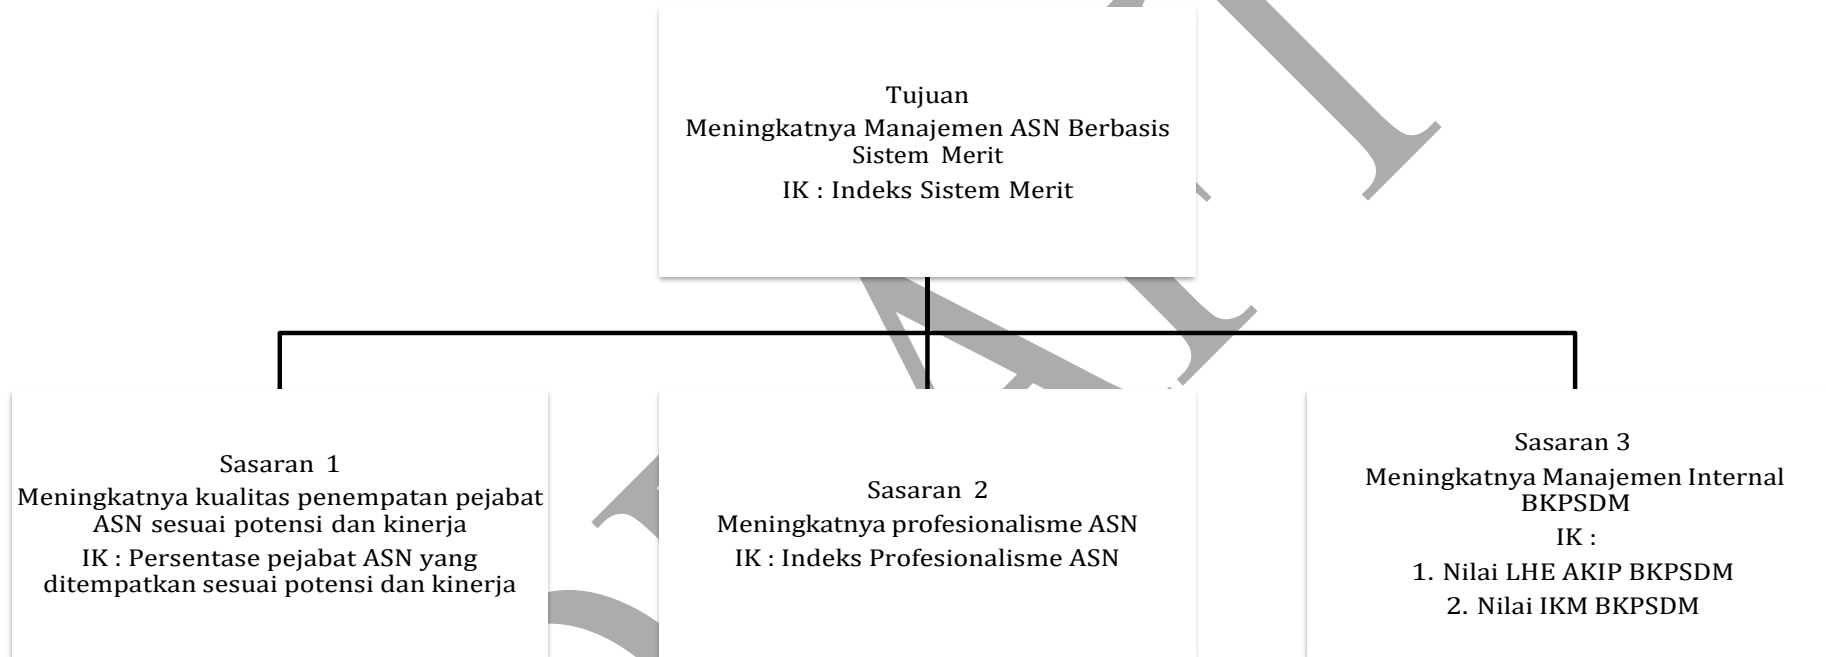 Tujuan
Meningkatnya Manajemen ASN Berbasis
Sistem Merit
IK : Indeks Sistem Merit
Sasaran 1
Meningkatnya kualitas penempatan pejabat
ASN sesuai potensi dan kinerja
IK : Persentase pejabat ASN yang
ditempatkan sesuai potensi dan kinerja
Sasaran 2
Meningkatnya profesionalisme ASN
IK : Indeks Profesionalisme ASN
Sasaran 3
Meningkatnya Manajemen Internal
BKPSDM
IK :
1. Nilai LHE AKIP BKPSDM
2. Nilai IKM BKPSDM